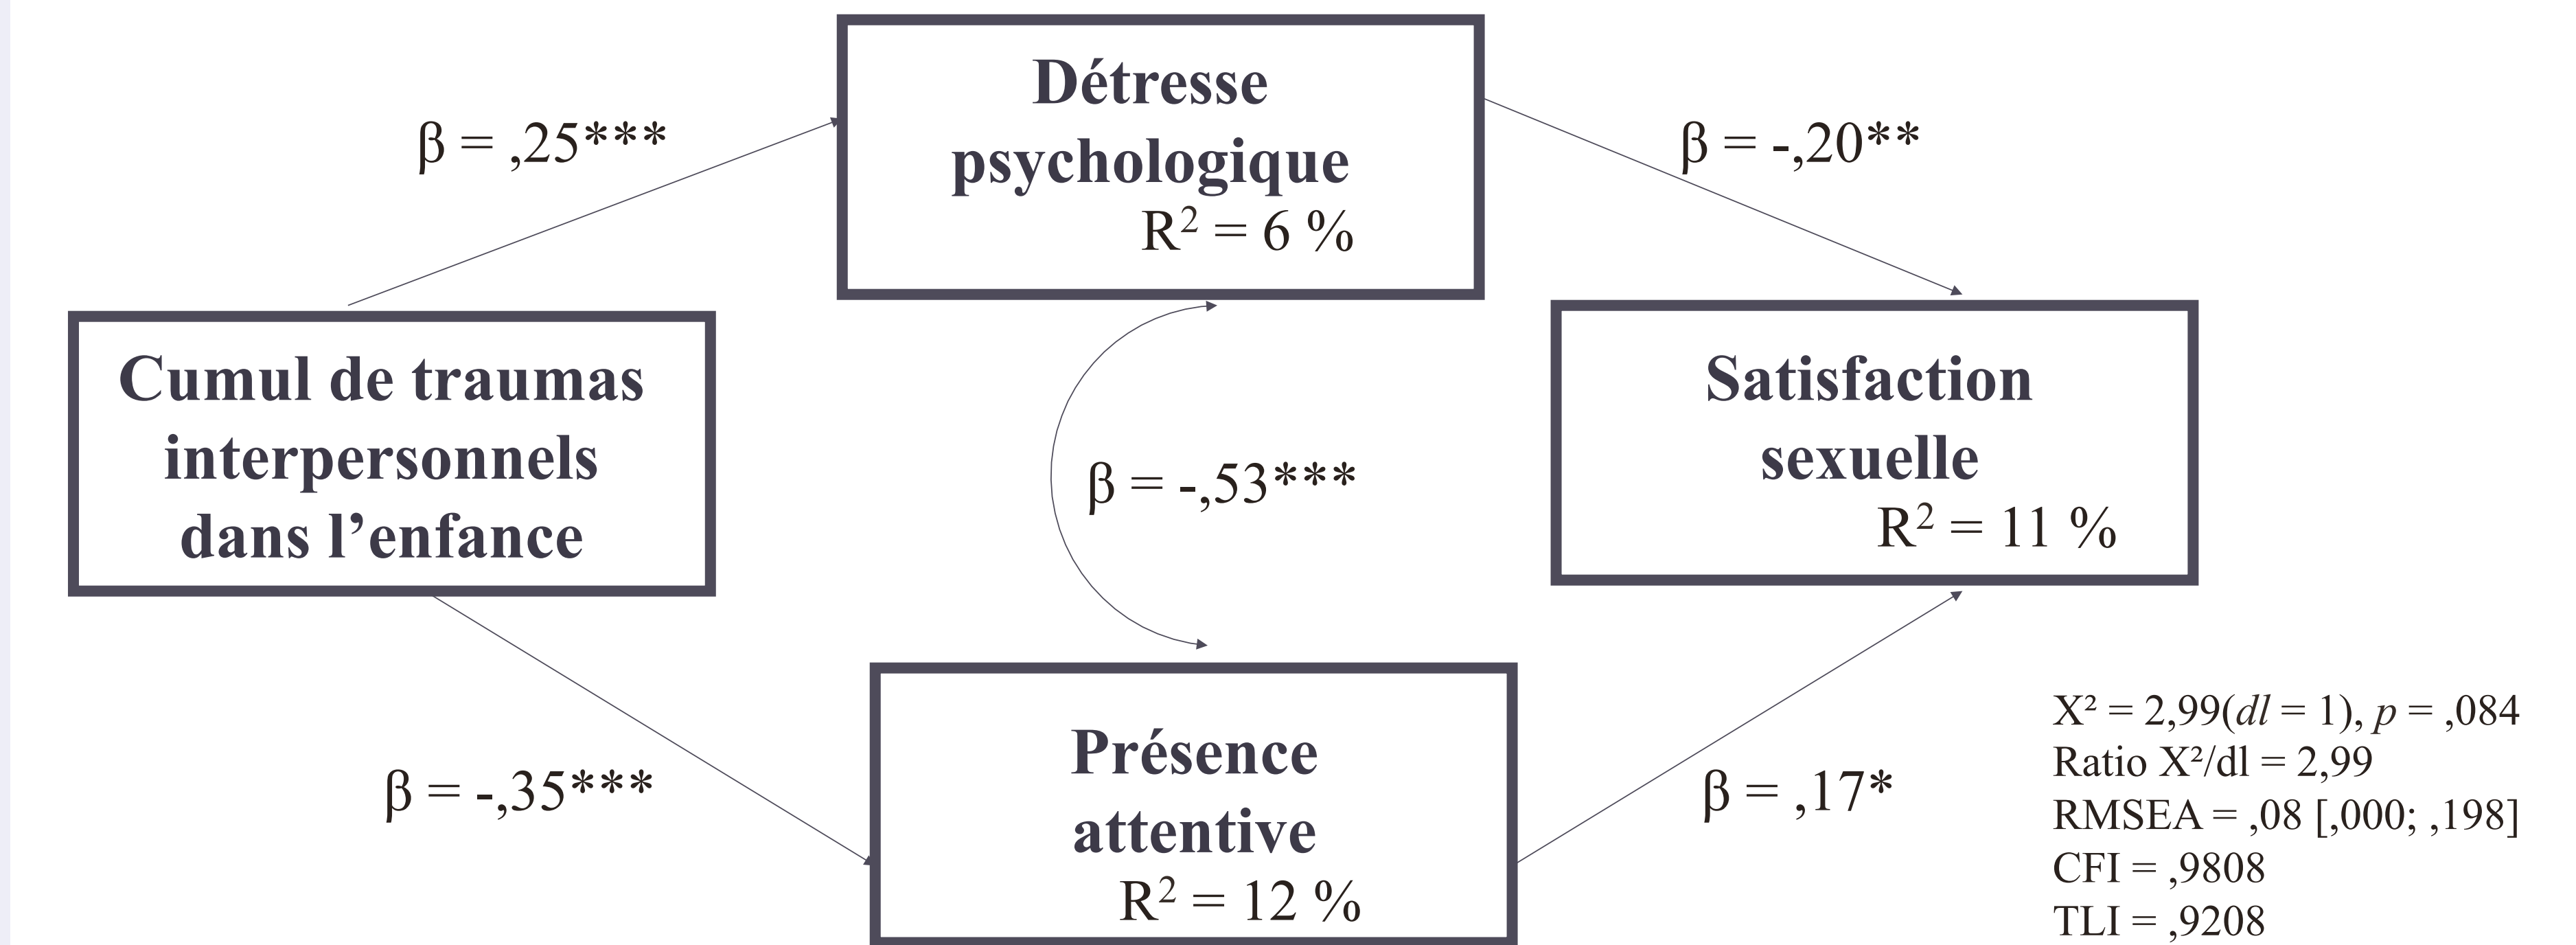 Détresse
psychologique
R² = 6 %
β = ,25***
β = -,20**
Cumul de traumas
interpersonnels
dans l’enfance
β = -,53***
Satisfaction
sexuelle
R² = 11 %
β = -,35***
Présence
attentive
R² = 12 %
β = ,17*
X² = 2,99(dl = 1), p = ,084
Ratio X²/dl = 2,99
RMSEA = ,08 [,000; ,198]
CFI = ,9808
TLI = ,9208